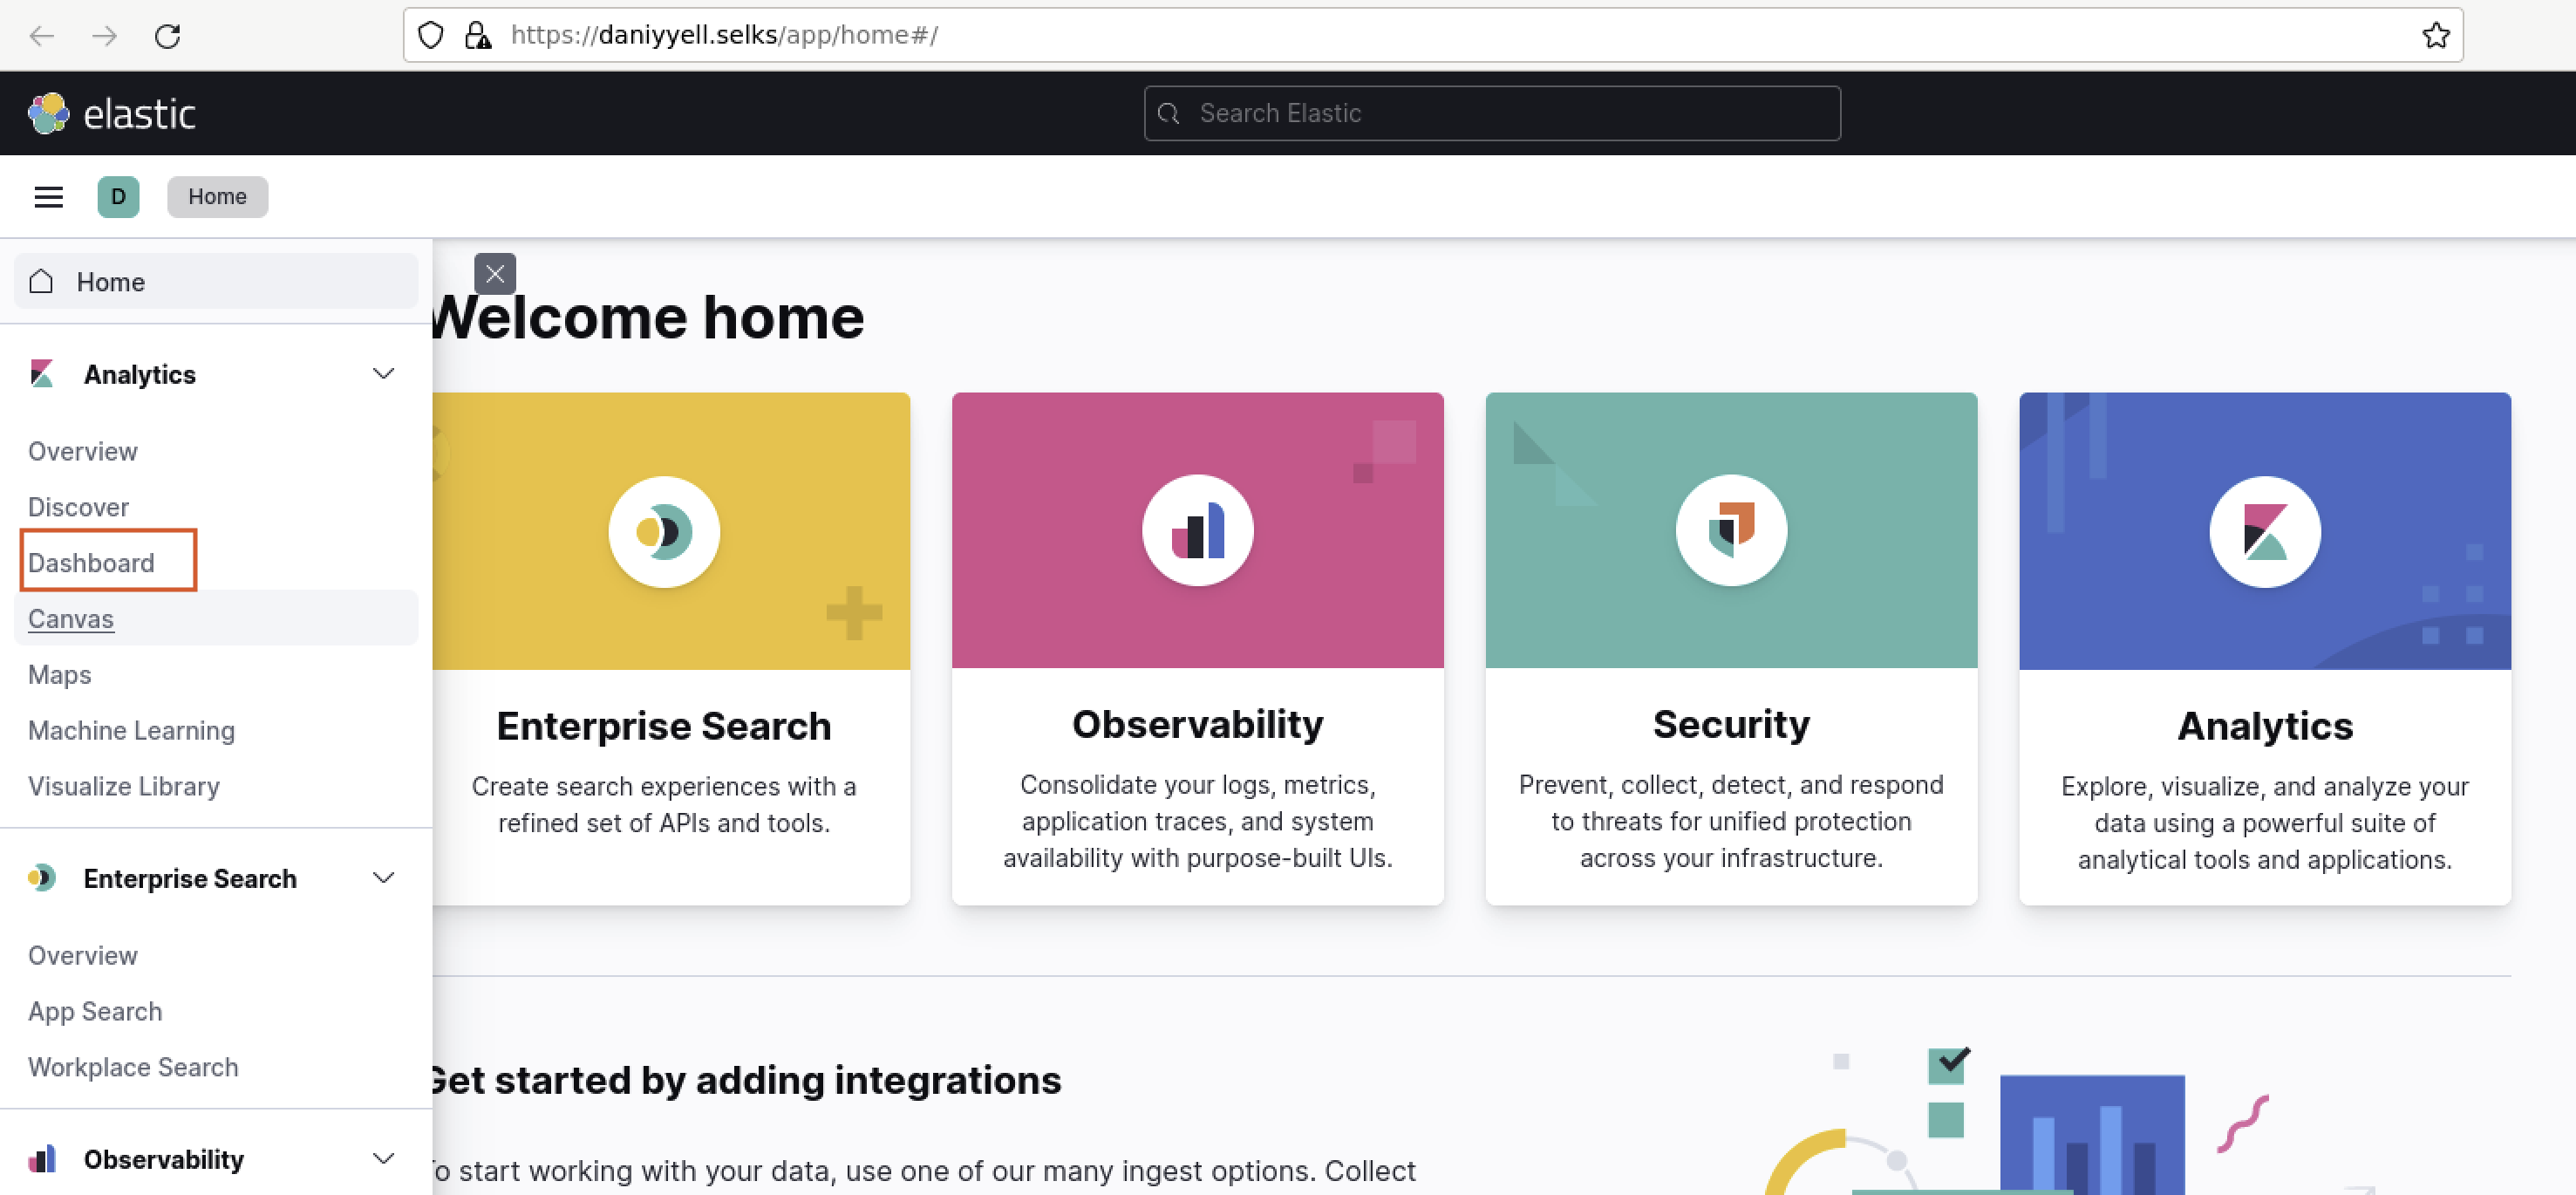 https://daniyyell.selks/app/home#/
elastic
Search Elastic
D
Home
Home
Analytics
Overview
Discover
Dashboard
Canvas
Maps
Machine Learning
Visualize Library
Enterprise Search
Overview
App Search
Workplace Search
Observability
Welcome home
Enterprise Search
Create search experiences with a
refined set of APIs and tools.
Observability
Consolidate your logs, metrics,
application traces, and system
availability with purpose-built UIs.
Security
Prevent, collect, detect, and respond
to threats for unified protection
across your infrastructure.
Analytics
Explore, visualize, and analyze your
data using a powerful suite of
analytical tools and applications.
Get started by adding integrations
To start working with your data, use one of our many ingest options. Collect